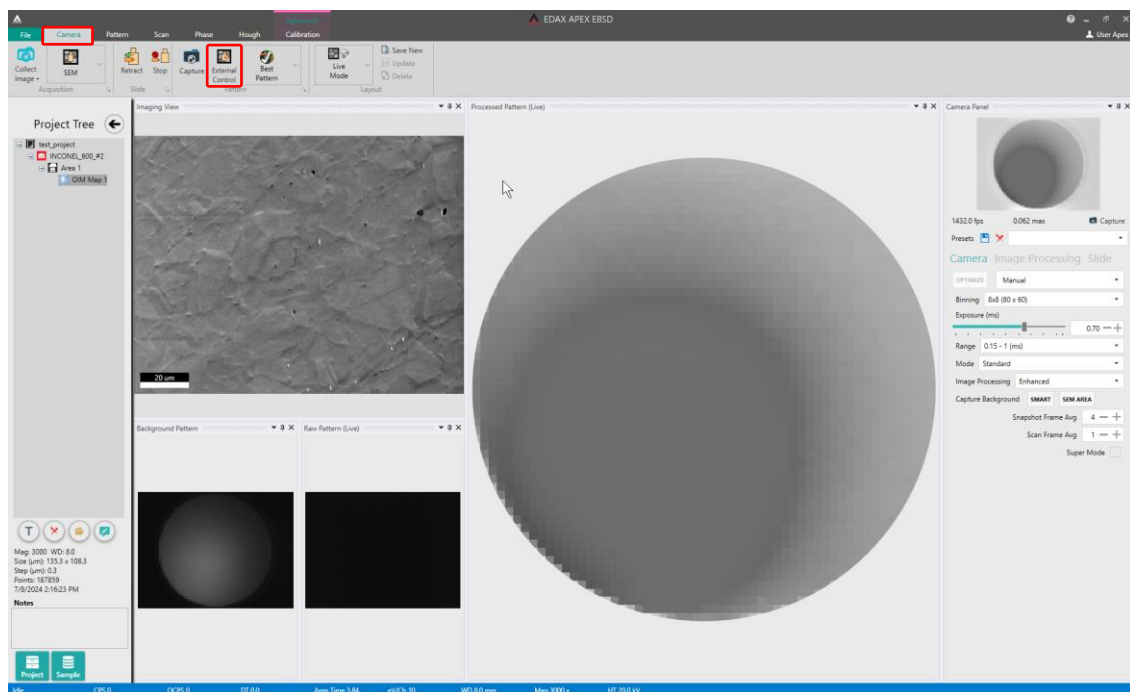 Advanced
EDAX APEX EBSD
File Camera Pattern Scan Phase Hough Calibration
User Apex
Collect Image
SEM
Retract
Stop
Capture
External Control
Best Pattern
Live Mode
Save New
Update
Delete
Acquisition
Slide
Pattern
Layout
Project Tree
test_project
INCONEL_600_#2
Area 1
OIM Map 1
T
Mag: 3000 WD: 8.0
Size (μm): 135.3 x 108.3
Step (μm): 0.3
Points: 187859
7/8/2024 2:16:23 PM
Notes
Project
Sample
Imaging View
20 um
Background Pattern
Raw Pattern (Live)
Processed Pattern (Live)
Camera Panel
1432.0 fps 0.062 max Capture
Presets
Camera Image Processing Slide
OPTIMIZE Manual
Binning 8x8 (80 x 60)
Exposure (ms)
0.70
Range 0.15 - 1 (ms)
Mode Standard
Image Processing Enhanced
Capture Background SMART SEM AREA
Snapshot Frame Avg 4
Scan Frame Avg 1
Super Mode
Idle CPS 0 OCPS 0 DT 0.0 Amp Time 3.84 eV/Ch 10 WD 8.0 mm Mag 3000 x HT 20.0 kV